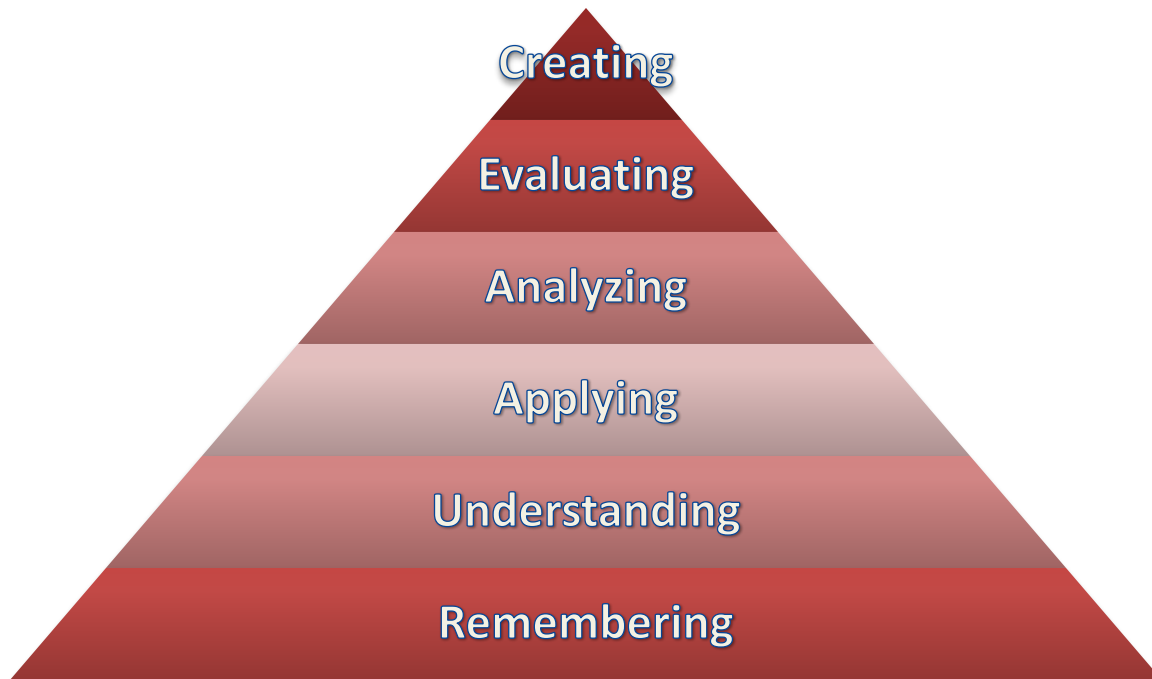 Creating
Evaluating
Analyzing
Applying
Understanding
Remembering